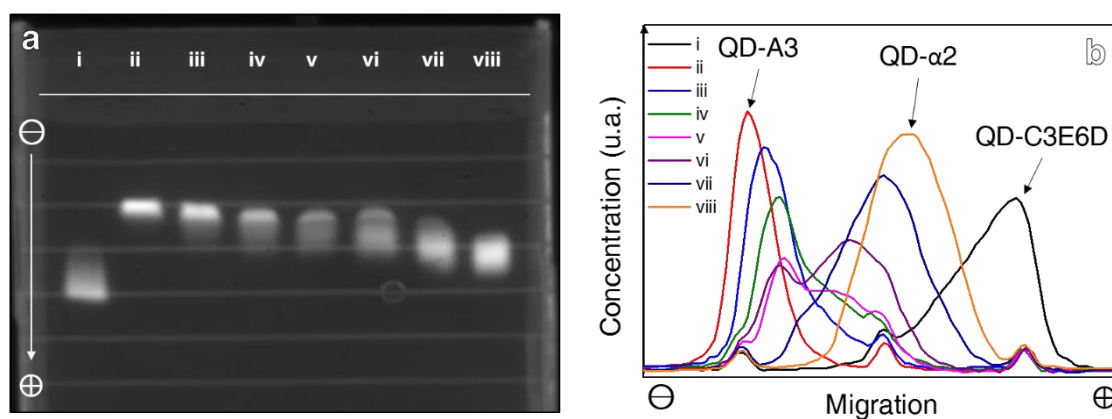 a
i ii iii iv v vi vii viii
⊖
⊕
b
QD-A3
QD-α2
QD-C3E6D
i
ii
iii
iv
v
vi
vii
viii
Concentration (u.a.)
⊖ Migration ⊕